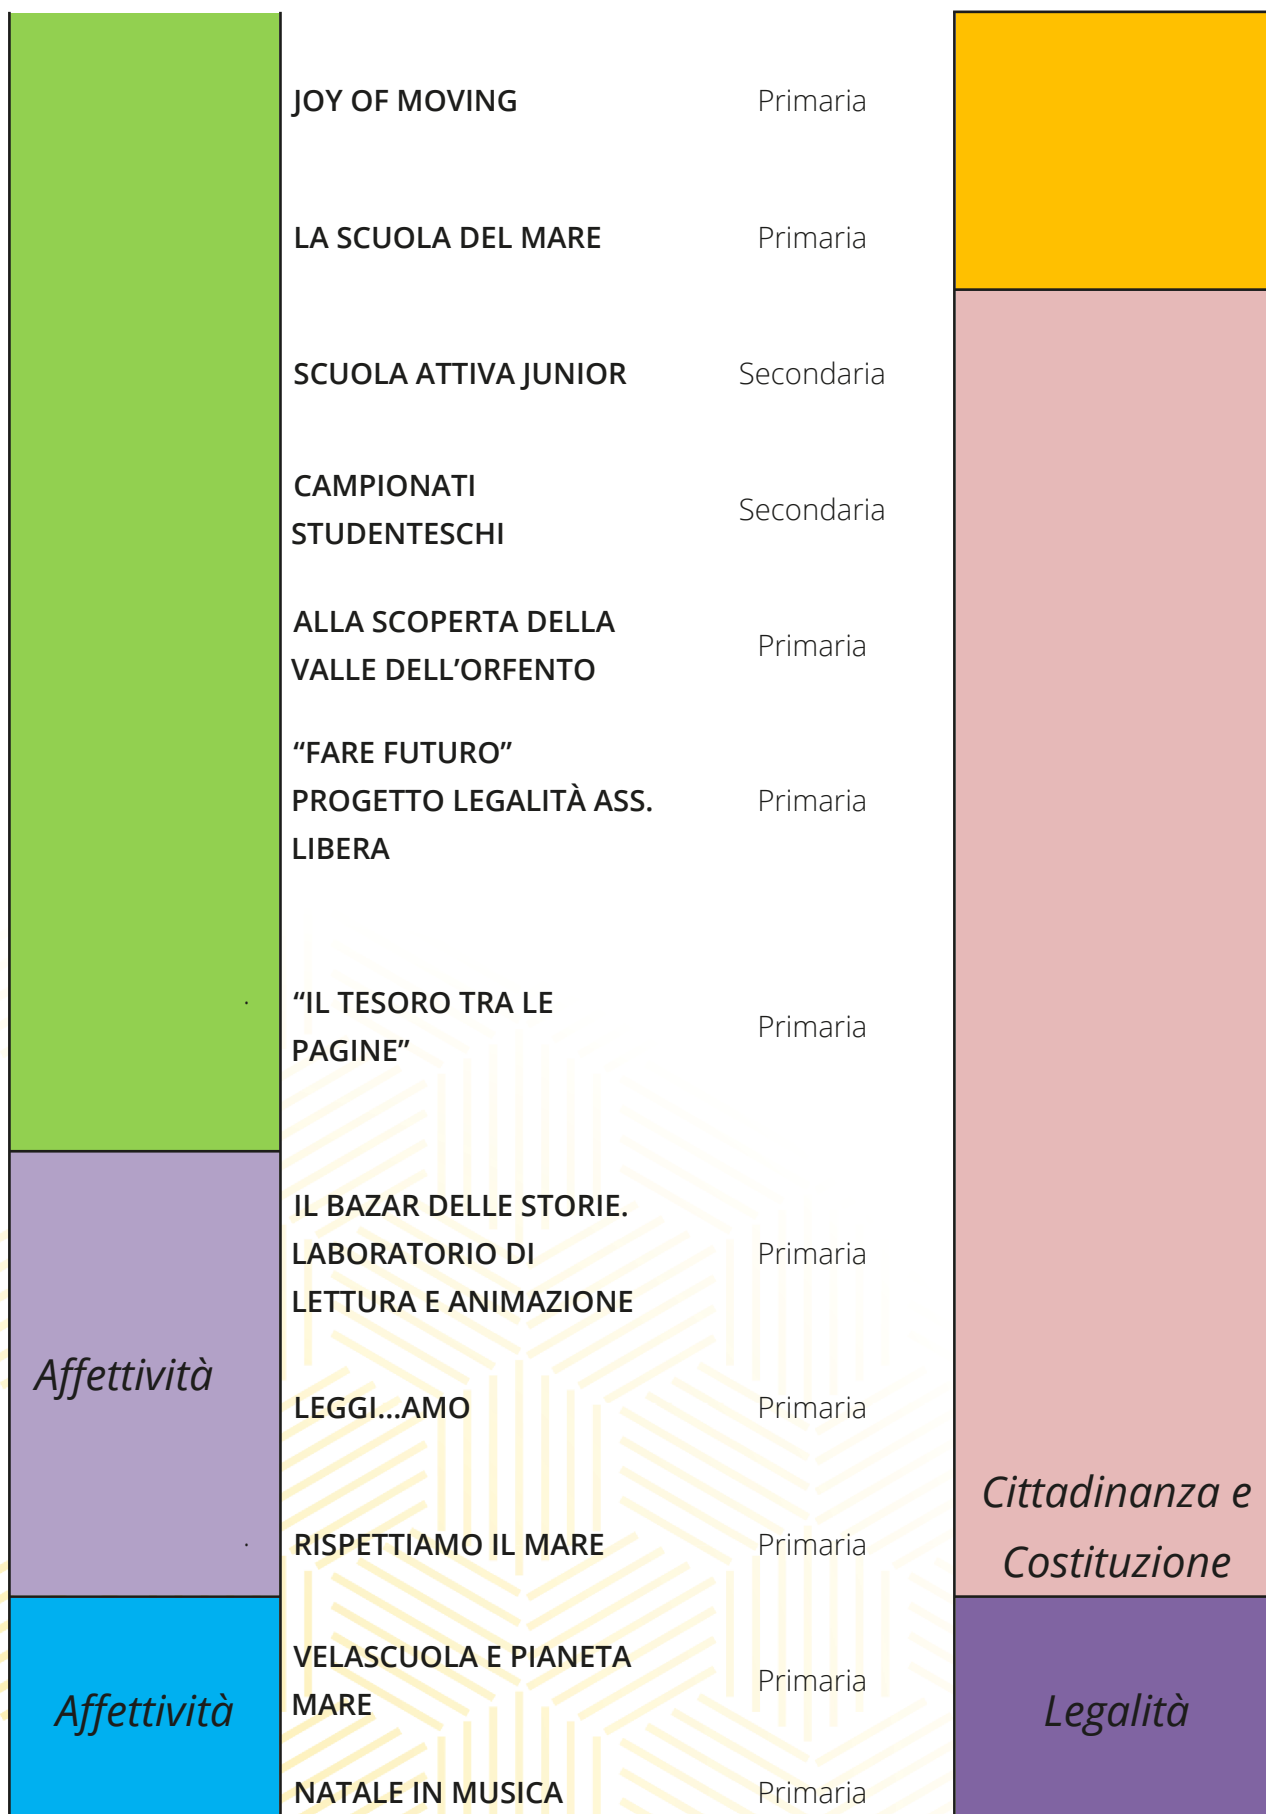 JOY OF MOVING Primaria
LA SCUOLA DEL MARE Primaria
SCUOLA ATTIVA JUNIOR Secondaria
CAMPIONATI
STUDENTESCHI
Secondaria
ALLA SCOPERTA DELLA
VALLE DELL’ORFENTO
Primaria
“FARE FUTURO”
PROGETTO LEGALITÀ ASS.
LIBERA
Primaria
“IL TESORO TRA LE
PAGINE”
Primaria
IL BAZAR DELLE STORIE.
LABORATORIO DI
LETTURA E ANIMAZIONE
Primaria
Affettività
LEGGI...AMO Primaria
RISPETTIAMO IL MARE Primaria
Cittadinanza e
Costituzione
Affettività
VELASCUOLA E PIANETA
MARE
Primaria
Legalità
NATALE IN MUSICA Primaria